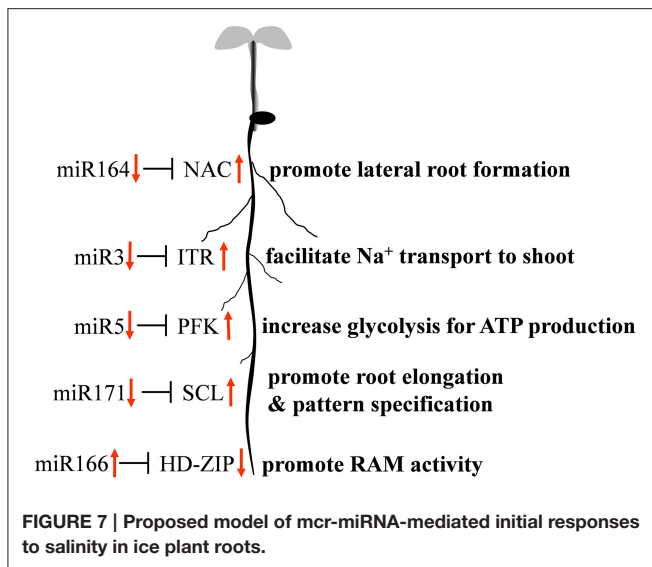 miR164 NAC promote lateral root formation
miR3 ITR facilitate Na⁺ transport to shoot
miR5 PFK increase glycolysis for ATP production
miR171 SCL promote root elongation
& pattern specification
miR166 HD-ZIP promote RAM activity
FIGURE 7 | Proposed model of mcr-miRNA-mediated initial responses
to salinity in ice plant roots.